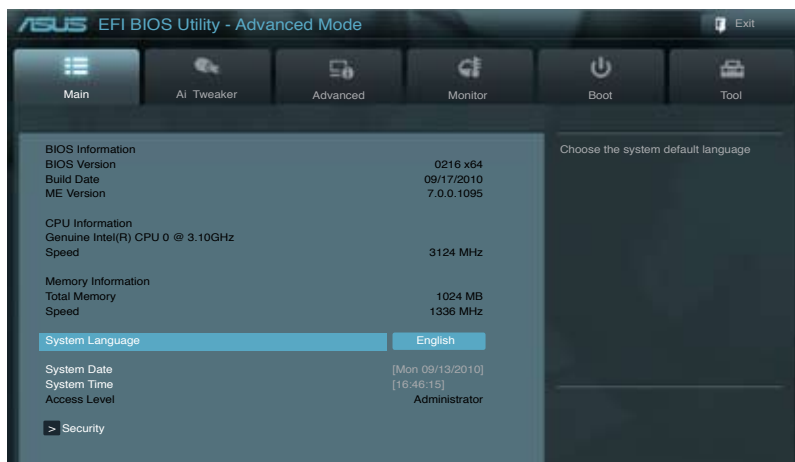 ASUS EFI BIOS Utility - Advanced Mode Exit
Main Ai Tweaker Advanced Monitor Boot Tool
BIOS Information
BIOS Version 0216 x64
Build Date 09/17/2010
ME Version 7.0.0.1095
CPU Information
Genuine Intel(R) CPU 0 @ 3.10GHz
Speed 3124 MHz
Memory Information
Total Memory 1024 MB
Speed 1336 MHz
System Language English
System Date [Mon 09/13/2010]
System Time [16:46:15]
Access Level Administrator
> Security
Choose the system default language